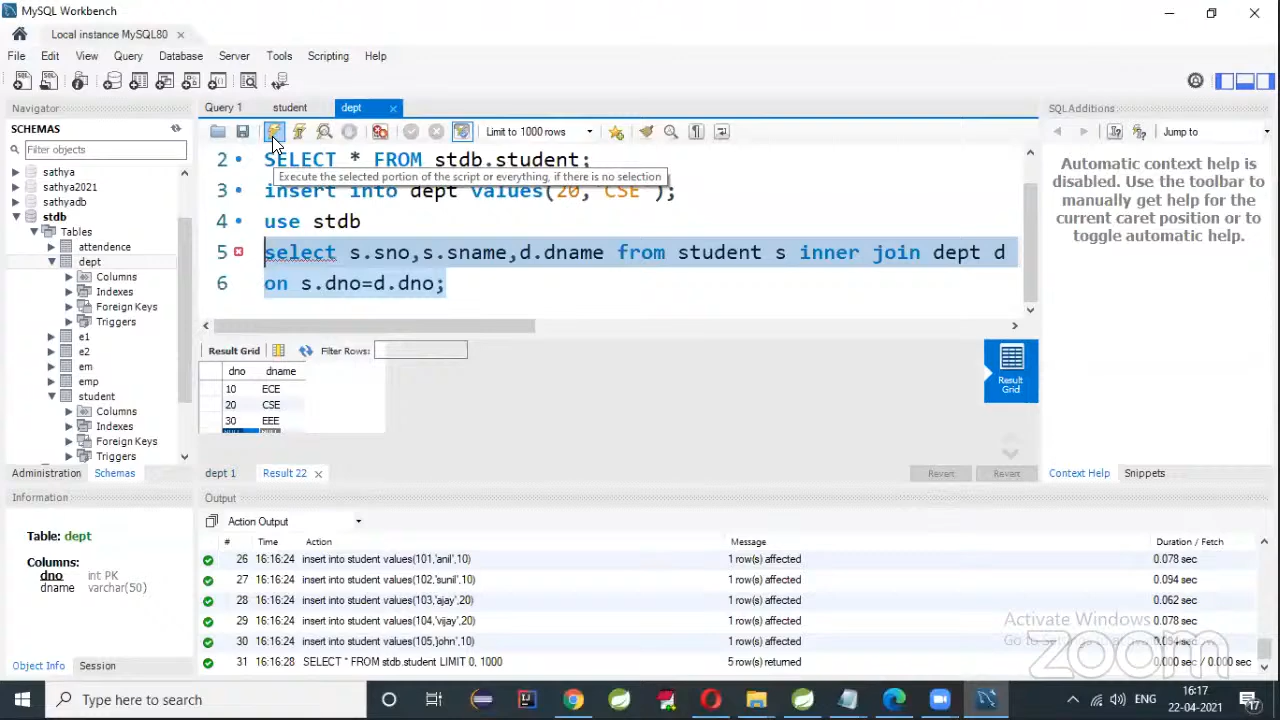 MySQL Workbench
Local instance MySQL80
File Edit View Query Database Server Tools Scripting Help
Navigator
Query 1 student dept
SQLAdditions
SCHEMAS
Limit to 1000 rows
Jump to
Filter objects
sathya
sathya2021
sathyadb
stdb
Tables
attendence
dept
Columns
Indexes
Foreign Keys
Triggers
e1
e2
em
emp
student
Columns
Indexes
Foreign Keys
Triggers
2 SELECT * FROM stdb.student;
Execute the selected portion of the script or everything, if there is no selection
3 insert into dept values(20, CSE );
4 use stdb
5 select s.sno,s.sname,d.dname from student s inner join dept d
6 on s.dno=d.dno;
Automatic context help is
disabled. Use the toolbar to
manually get help for the
current caret position or to
toggle automatic help.
Result Grid Filter Rows:
dno dname
10 ECE
20 CSE
30 EEE
NULL NULL
Result
Grid
Administration Schemas
dept 1 Result 22
Revert Revert
Context Help Snippets
Information
Output
Table: dept
Columns:
dno int PK
dname varchar(50)
Action Output
# Time Action Message Duration / Fetch
26 16:16:24 insert into student values(101,'anil',10) 1 row(s) affected 0.078 sec
27 16:16:24 insert into student values(102,'sunil',10) 1 row(s) affected 0.094 sec
28 16:16:24 insert into student values(103,'ajay',20) 1 row(s) affected 0.062 sec
29 16:16:24 insert into student values(104,'vijay',20) 1 row(s) affected 0.078 sec
30 16:16:24 insert into student values(105,'john',10) 1 row(s) affected 0.094 sec
31 16:16:28 SELECT * FROM stdb.student LIMIT 0, 1000 5 row(s) returned 0.000 sec / 0.000 sec
Activate Windows
Go to
zoom
Object Info Session
Type here to search
ENG
16:17
22-04-2021
17